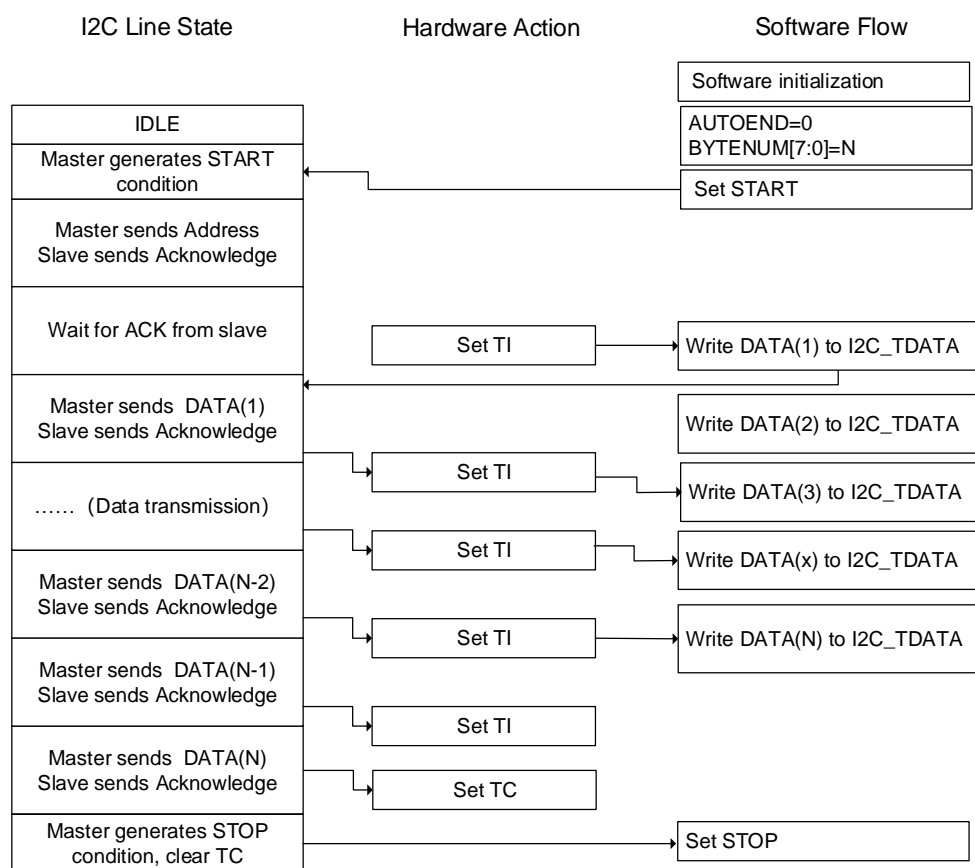 I2C Line State
Hardware Action
Software Flow
Software initialization
IDLE
AUTOEND=0
BYTENUM[7:0]=N
Master generates START
condition
Set START
Master sends Address
Slave sends Acknowledge
Wait for ACK from slave
Set TI
Write DATA(1) to I2C_TDATA
Master sends DATA(1)
Slave sends Acknowledge
Write DATA(2) to I2C_TDATA
Set TI
Write DATA(3) to I2C_TDATA
…… (Data transmission)
Set TI
Write DATA(x) to I2C_TDATA
Master sends DATA(N-2)
Slave sends Acknowledge
Set TI
Write DATA(N) to I2C_TDATA
Master sends DATA(N-1)
Slave sends Acknowledge
Set TI
Master sends DATA(N)
Slave sends Acknowledge
Set TC
Master generates STOP
condition, clear TC
Set STOP